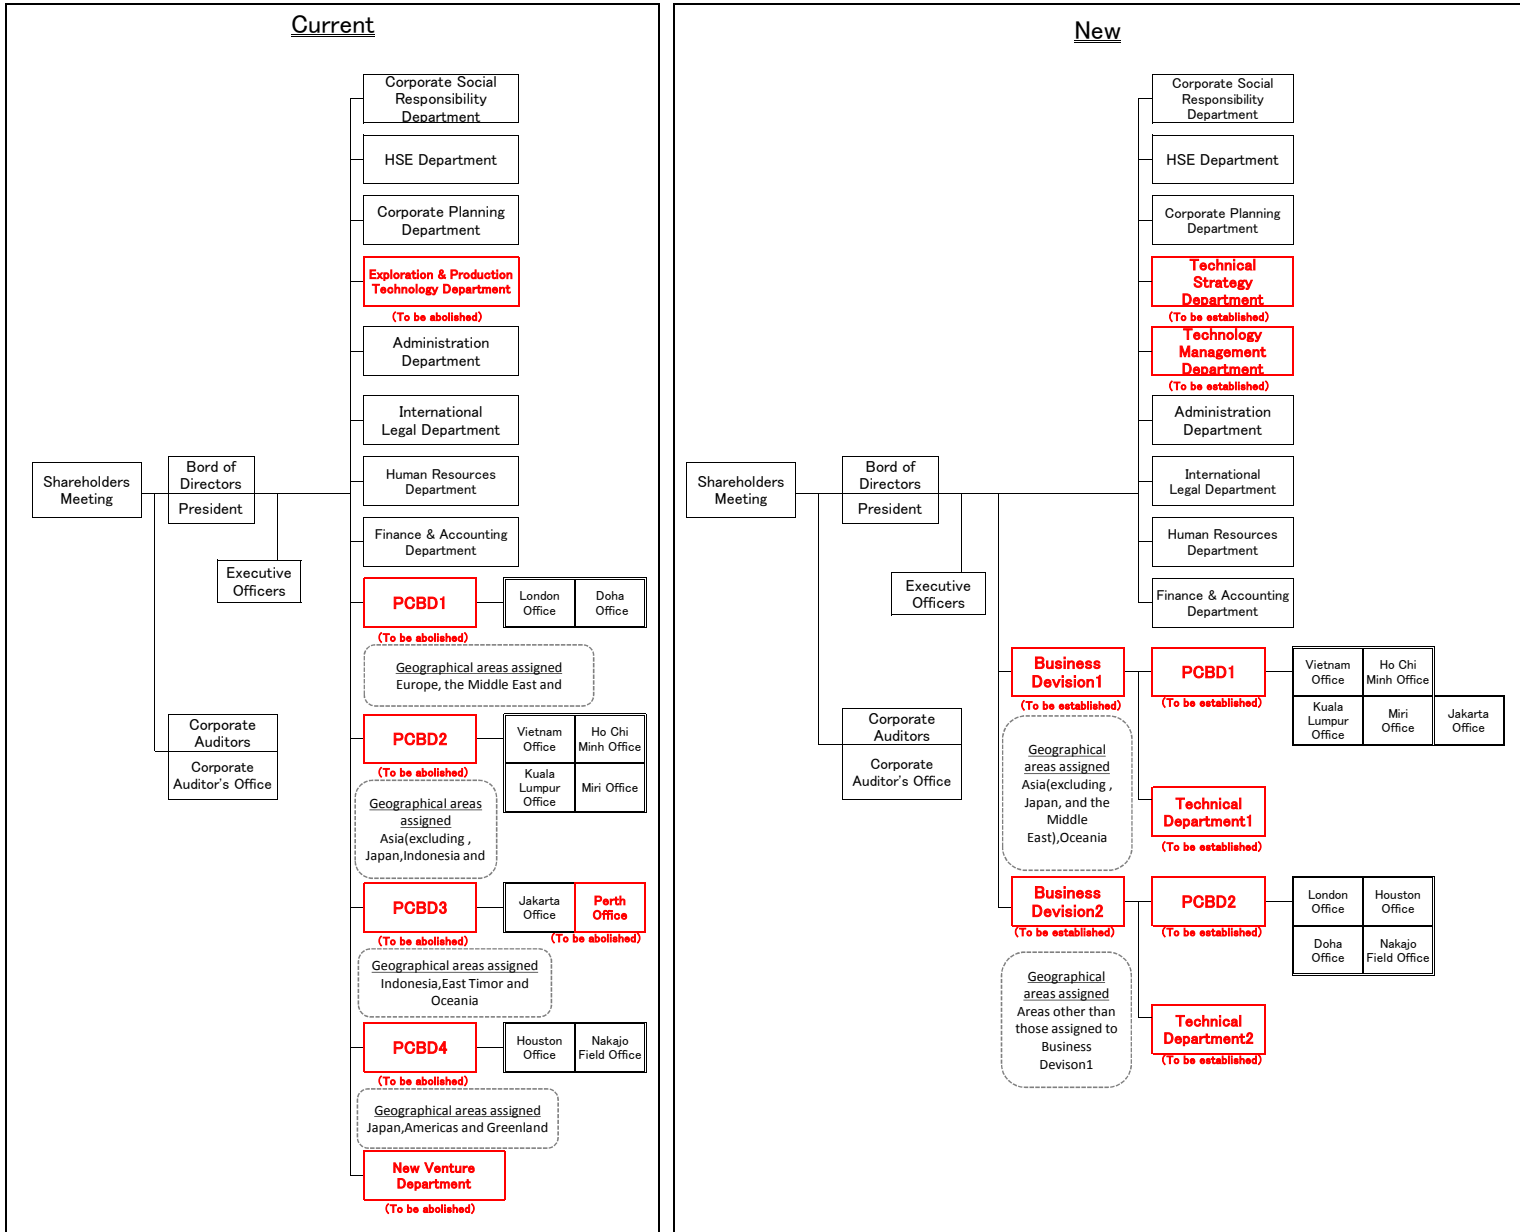 Current
Corporate Social
Responsibility
Department
HSE Department
Corporate Planning
Department
Exploration & Production
Technology Department
(To be abolished)
Administration
Department
International
Legal Department
Shareholders
Meeting
Bord of
Directors
President
Human Resources
Department
Finance & Accounting
Department
Executive
Officers
PCBD1
(To be abolished)
London
Office
Doha
Office
Geographical areas assigned
Europe, the Middle East and
Corporate
Auditors
Corporate
Auditor's Office
PCBD2
(To be abolished)
Vietnam
Office
Ho Chi
Minh Office
Kuala
Lumpur
Office
Miri Office
Geographical areas
assigned
Asia(excluding ,
Japan,Indonesia and
PCBD3
(To be abolished)
Jakarta
Office
Perth
Office
(To be abolished)
Geographical areas assigned
Indonesia,East Timor and
Oceania
PCBD4
(To be abolished)
Houston
Office
Nakajo
Field Office
Geographical areas assigned
Japan,Americas and Greenland
New Venture
Department
(To be abolished)
New
Corporate Social
Responsibility
Department
HSE Department
Corporate Planning
Department
Technical
Strategy
Department
(To be established)
Technology
Management
Department
(To be established)
Administration
Department
Shareholders
Meeting
Bord of
Directors
President
International
Legal Department
Human Resources
Department
Executive
Officers
Finance & Accounting
Department
Business
Devision1
(To be established)
PCBD1
(To be established)
Vietnam
Office
Ho Chi
Minh Office
Kuala
Lumpur
Office
Miri
Office
Jakarta
Office
Corporate
Auditors
Corporate
Auditor's Office
Geographical
areas assigned
Asia(excluding ,
Japan, and the
Middle
East),Oceania
Technical
Department1
(To be established)
Business
Devision2
(To be established)
PCBD2
(To be established)
London
Office
Houston
Office
Doha
Office
Nakajo
Field Office
Geographical
areas assigned
Areas other than
those assigned to
Business
Devison1
Technical
Department2
(To be established)